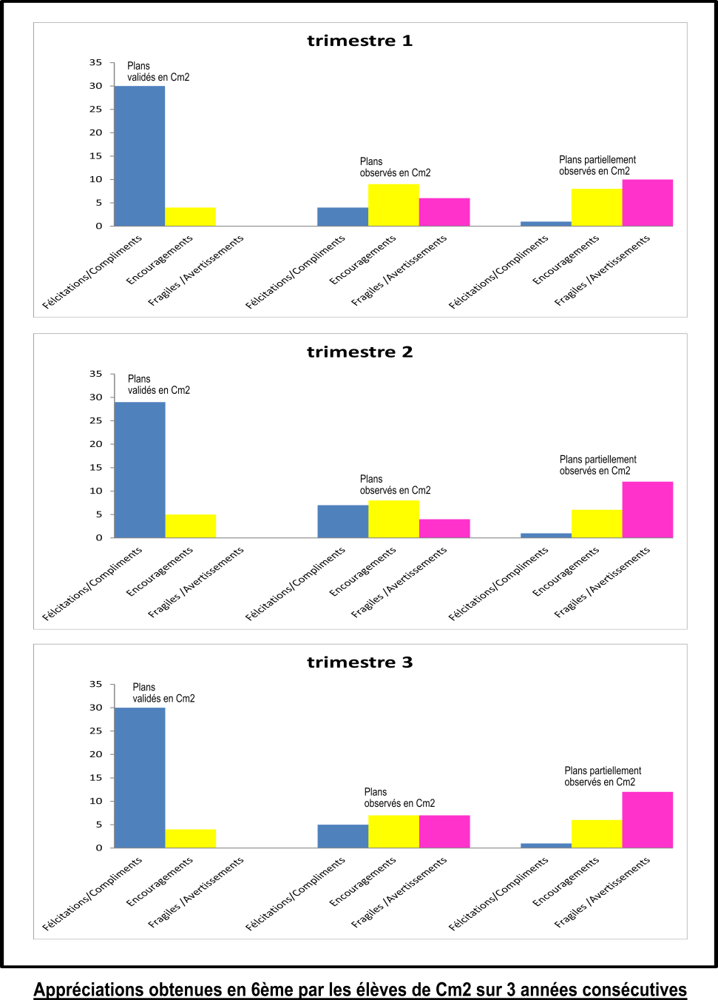 trimestre 1
35
Plans
validés en Cm2
30
25
20
15
Plans
observés en Cm2
Plans partiellement
observés en Cm2
10
5
0
Félcitations/Compliments
Encouragements
Fragiles /Avertissements
Félcitations/Compliments
Encouragements
Fragiles /Avertissements
Félcitations/Compliments
Encouragements
Fragiles /Avertissements
trimestre 2
35
Plans
validés en Cm2
30
25
20
15
Plans
observés en Cm2
Plans partiellement
observés en Cm2
10
5
0
Félcitations/Compliments
Encouragements
Fragiles /Avertissements
Félcitations/Compliments
Encouragements
Fragiles /Avertissements
Félcitations/Compliments
Encouragements
Fragiles /Avertissements
trimestre 3
35
Plans
validés en Cm2
30
25
20
15
Plans
observés en Cm2
Plans partiellement
observés en Cm2
10
5
0
Félcitations/Compliments
Encouragements
Fragiles /Avertissements
Félcitations/Compliments
Encouragements
Fragiles /Avertissements
Félcitations/Compliments
Encouragements
Fragiles /Avertissements
Appréciations obtenues en 6ème par les élèves de Cm2 sur 3 années consécutives